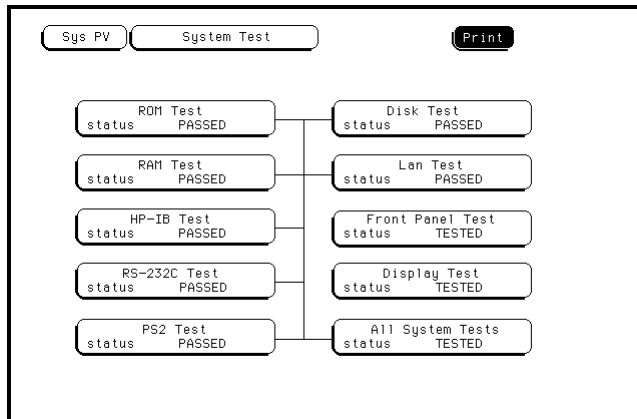 Sys PV System Test Print
ROM Test
status PASSED
Disk Test
status PASSED
RAM Test
status PASSED
Lan Test
status PASSED
HP-IB Test
status PASSED
Front Panel Test
status TESTED
RS-232C Test
status PASSED
Display Test
status TESTED
PS2 Test
status PASSED
All System Tests
status TESTED